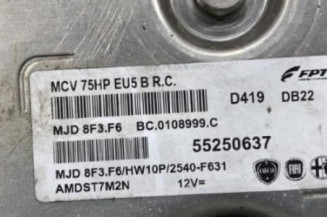 MCV 75HP EU5 B R.C.
FPT
D419 DB22
MJD 8F3.F6 BC.0108999.C
55250637
MJD 8F3.F6/HW10P/2540-F631
AMDST7M2N 12V=
FIAT